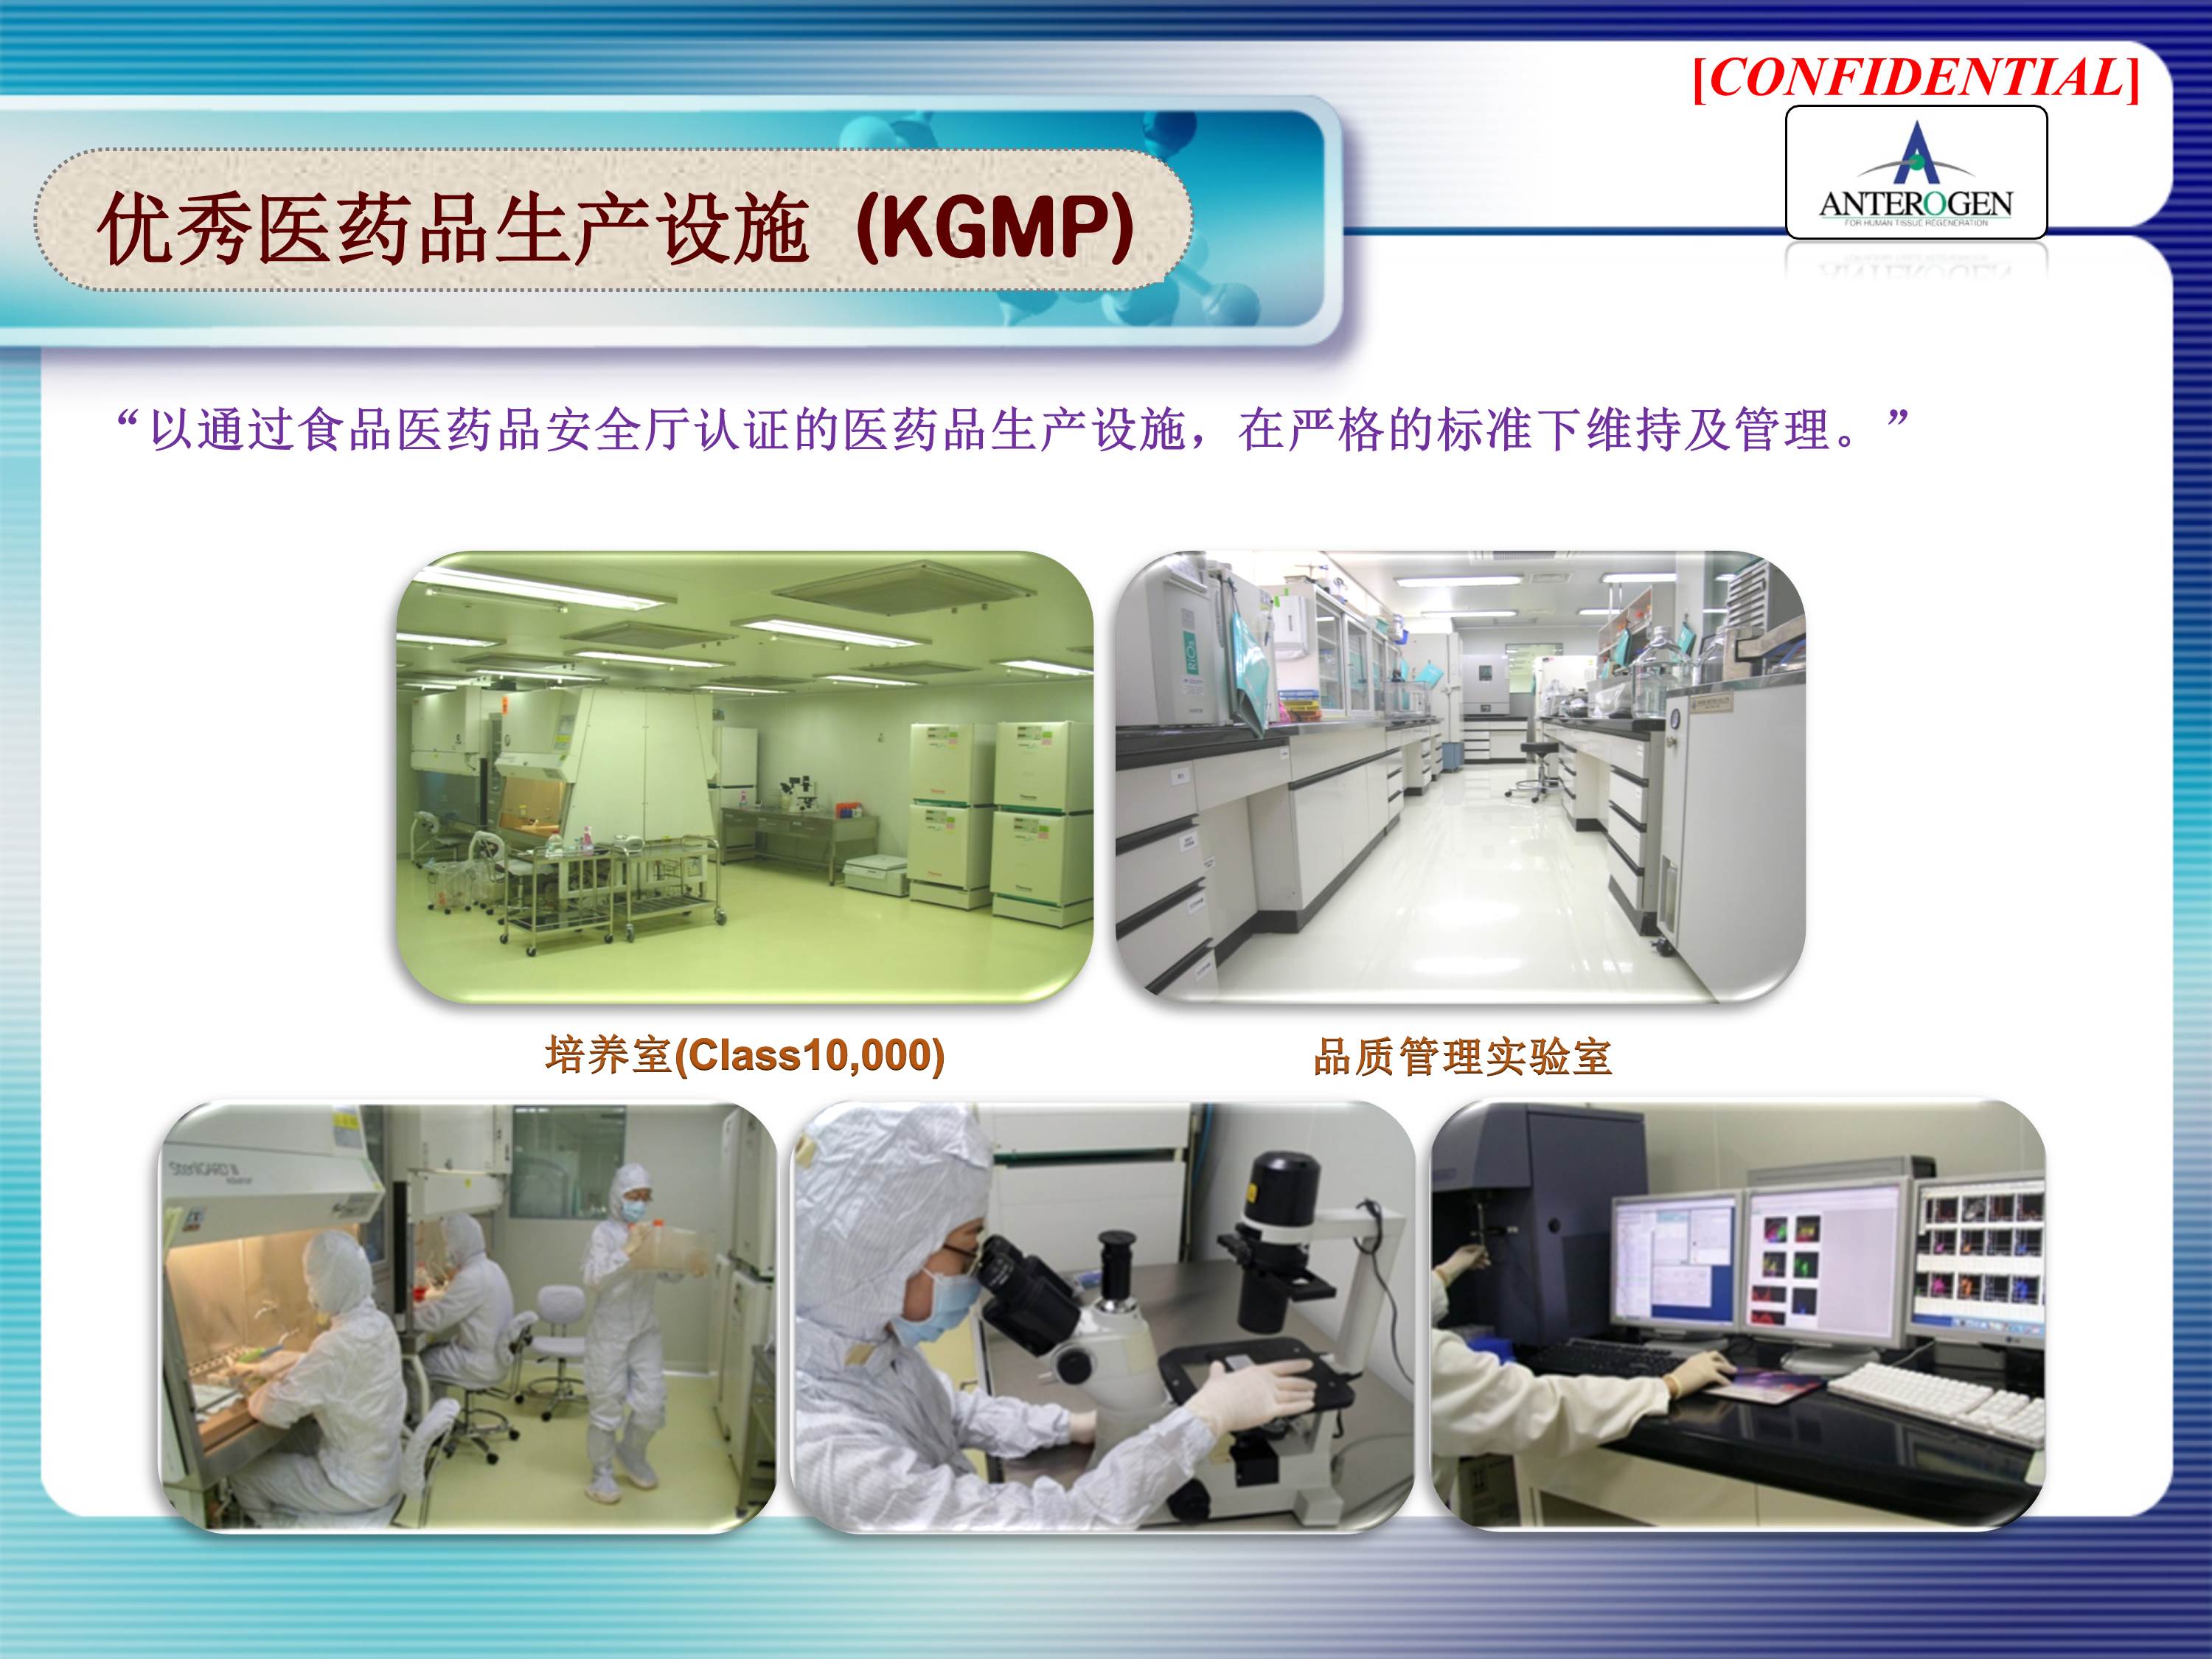 [CONFIDENTIAL]
ANTEROGEN
FOR HUMAN TISSUE REGENERATION
优秀医药品生产设施 (KGMP)
“以通过食品医药品安全厅认证的医药品生产设施，在严格的标准下维持及管理。”
RiOs
培养室(Class10,000)
品质管理实验室
SterilGARD